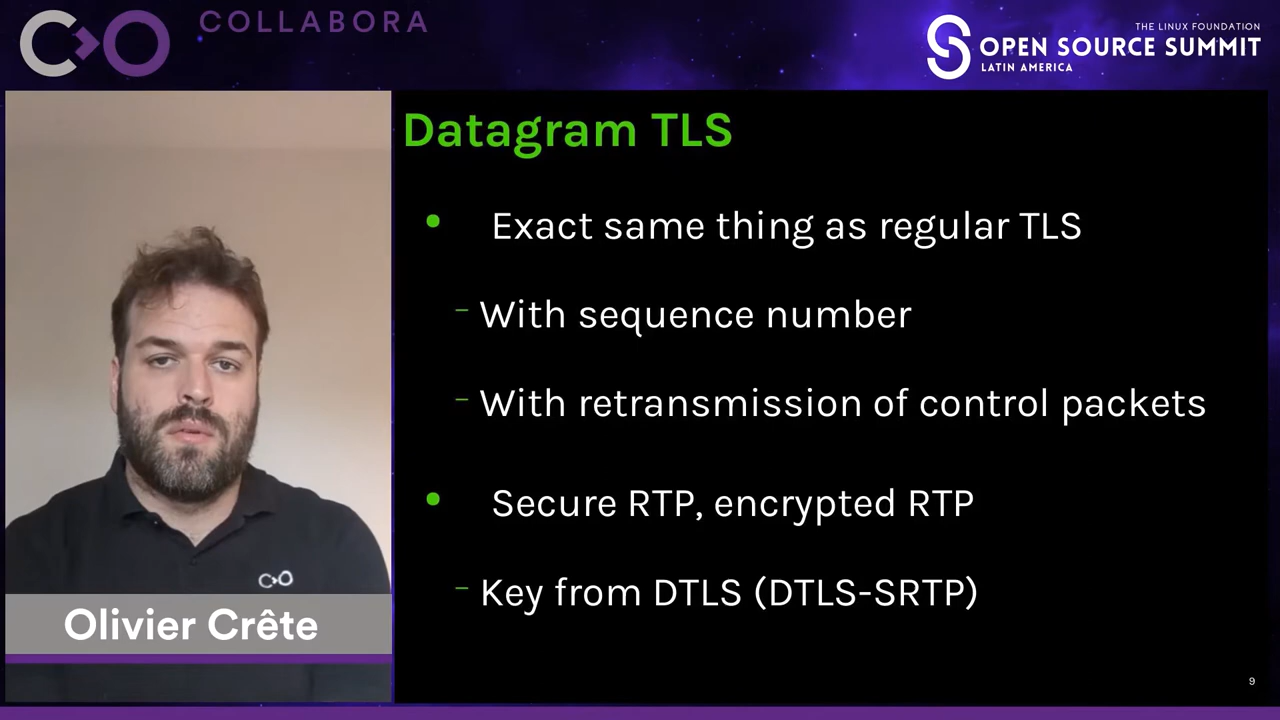 COLLABORA
THE LINUX FOUNDATION
OPEN SOURCE SUMMIT
LATIN AMERICA
Datagram TLS
• Exact same thing as regular TLS
– With sequence number
– With retransmission of control packets
• Secure RTP, encrypted RTP
– Key from DTLS (DTLS-SRTP)
Olivier Crête
9